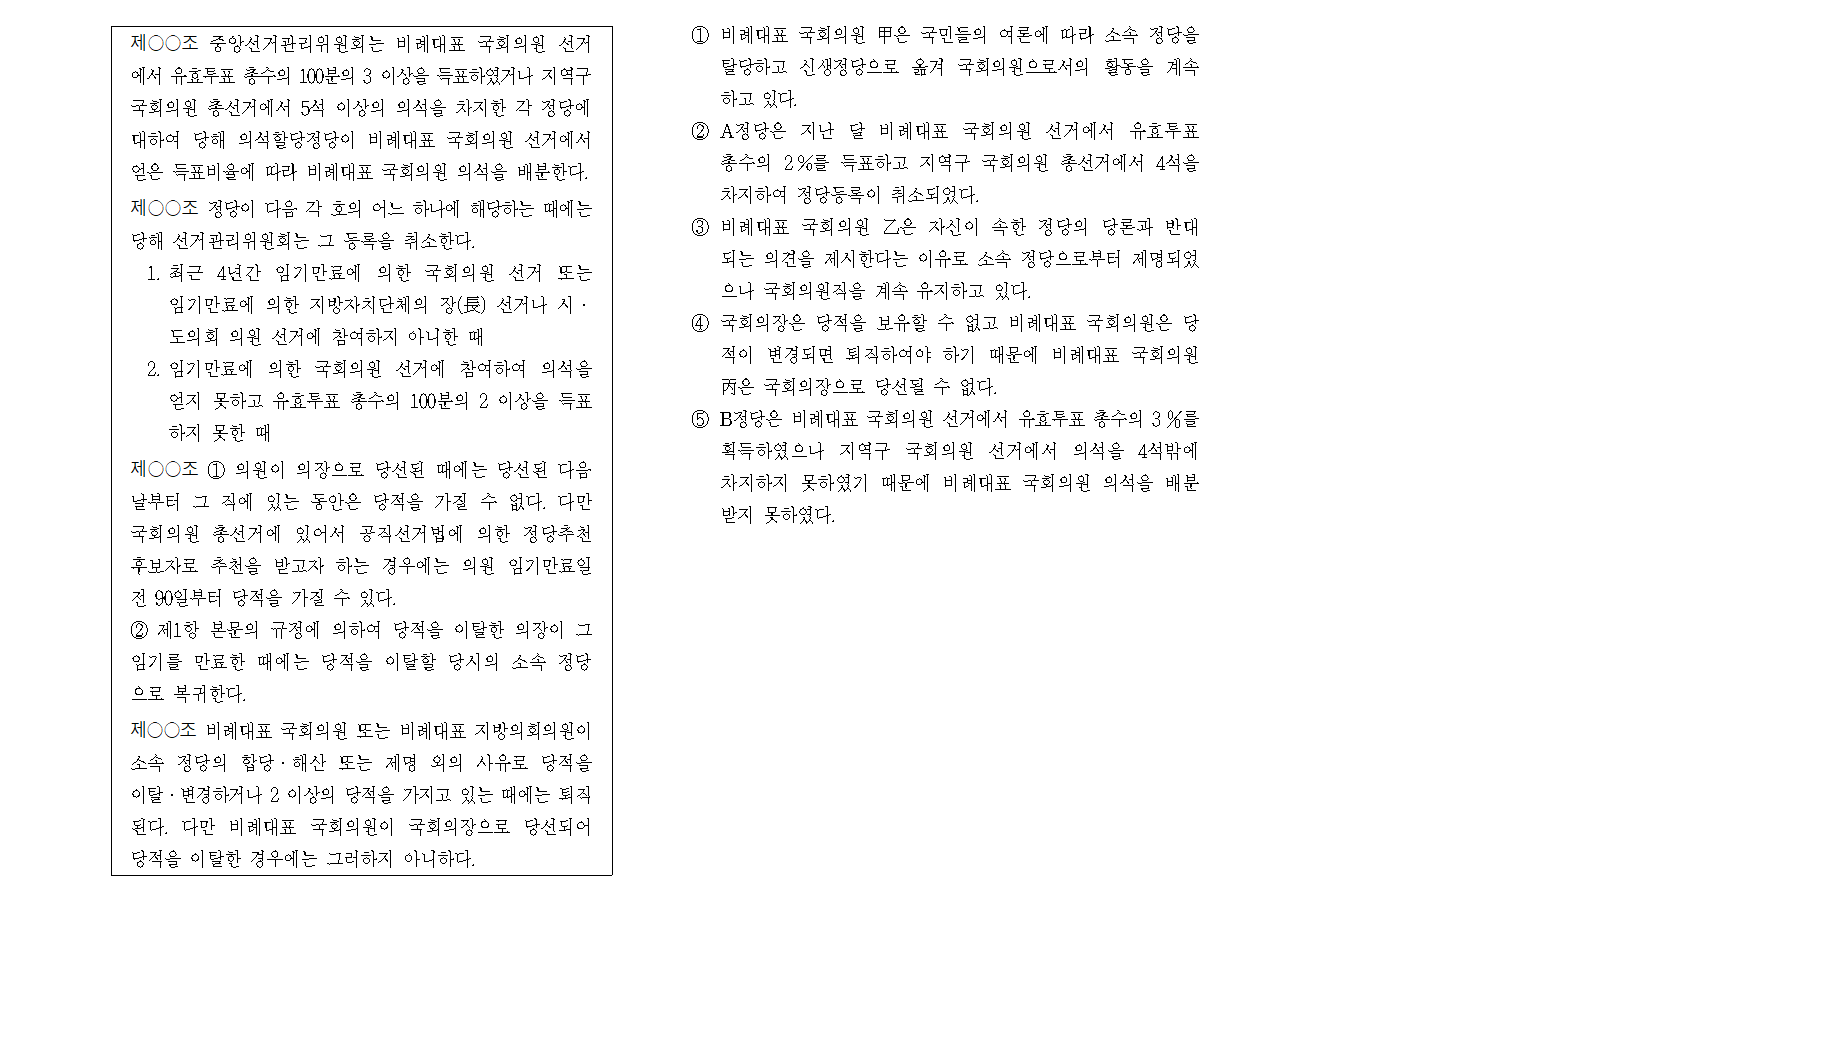 제○○조 중앙선거관리위원회는 비례대표 국회의원 선거
에서 유효투표 총수의 100분의 3 이상을 득표하였거나 지역구
국회의원 총선거에서 5석 이상의 의석을 차지한 각 정당에
대하여 당해 의석할당정당이 비례대표 국회의원 선거에서
얻은 득표비율에 따라 비례대표 국회의원 의석을 배분한다.
제○○조 정당이 다음 각 호의 어느 하나에 해당하는 때에는
당해 선거관리위원회는 그 등록을 취소한다.
1. 최근 4년간 임기만료에 의한 국회의원 선거 또는
임기만료에 의한 지방자치단체의 장(長) 선거나 시·
도의회 의원 선거에 참여하지 아니한 때
2. 임기만료에 의한 국회의원 선거에 참여하여 의석을
얻지 못하고 유효투표 총수의 100분의 2 이상을 득표
하지 못한 때
제○○조 ① 의원이 의장으로 당선된 때에는 당선된 다음
날부터 그 직에 있는 동안은 당적을 가질 수 없다. 다만
국회의원 총선거에 있어서 공직선거법에 의한 정당추천
후보자로 추천을 받고자 하는 경우에는 의원 임기만료일
전 90일부터 당적을 가질 수 있다.
② 제1항 본문의 규정에 의하여 당적을 이탈한 의장이 그
임기를 만료한 때에는 당적을 이탈할 당시의 소속 정당
으로 복귀한다.
제○○조 비례대표 국회의원 또는 비례대표 지방의회의원이
소속 정당의 합당·해산 또는 제명 외의 사유로 당적을
이탈·변경하거나 2 이상의 당적을 가지고 있는 때에는 퇴직
된다. 다만 비례대표 국회의원이 국회의장으로 당선되어
당적을 이탈한 경우에는 그러하지 아니하다.
① 비례대표 국회의원 甲은 국민들의 여론에 따라 소속 정당을
탈당하고 신생정당으로 옮겨 국회의원으로서의 활동을 계속
하고 있다.
② A정당은 지난 달 비례대표 국회의원 선거에서 유효투표
총수의 2%를 득표하고 지역구 국회의원 총선거에서 4석을
차지하여 정당등록이 취소되었다.
③ 비례대표 국회의원 乙은 자신이 속한 정당의 당론과 반대
되는 의견을 제시한다는 이유로 소속 정당으로부터 제명되었
으나 국회의원직을 계속 유지하고 있다.
④ 국회의장은 당적을 보유할 수 없고 비례대표 국회의원은 당
적이 변경되면 퇴직하여야 하기 때문에 비례대표 국회의원
丙은 국회의장으로 당선될 수 없다.
⑤ B정당은 비례대표 국회의원 선거에서 유효투표 총수의 3%를
획득하였으나 지역구 국회의원 선거에서 의석을 4석밖에
차지하지 못하였기 때문에 비례대표 국회의원 의석을 배분
받지 못하였다.